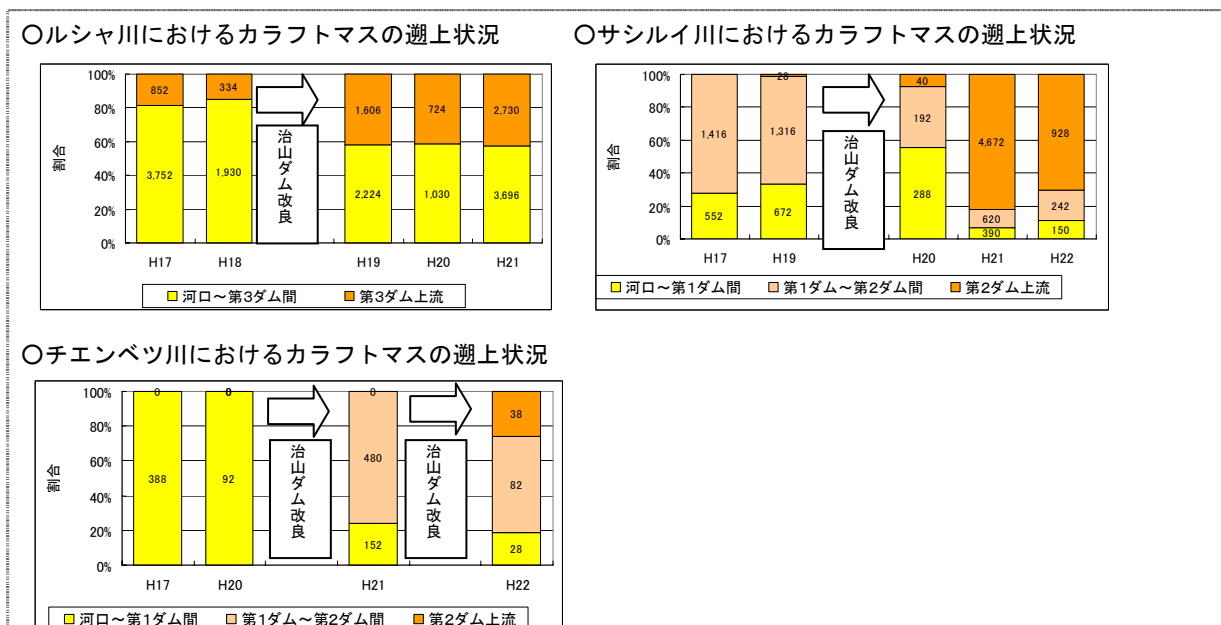 〇ルシャ川におけるカラフトマスの遡上状況
100%
80%
60%
40%
20%
0%
割合
852
334
1,606
724
2,730
3,752
1,930
2,224
1,030
3,696
治山ダム改良
H17
H18
H19
H20
H21
河口～第3ダム間
第3ダム上流
〇サシルイ川におけるカラフトマスの遡上状況
100%
80%
60%
40%
20%
0%
割合
28
40
1,416
1,316
192
4,672
928
552
672
288
620
242
390
150
治山ダム改良
H17
H19
H20
H21
H22
河口～第1ダム間
第1ダム～第2ダム間
第2ダム上流
〇チエンベツ川におけるカラフトマスの遡上状況
100%
80%
60%
40%
20%
0%
割合
0
0
0
38
388
92
480
82
152
28
治山ダム改良
治山ダム改良
H17
H20
H21
H22
河口～第1ダム間
第1ダム～第2ダム間
第2ダム上流